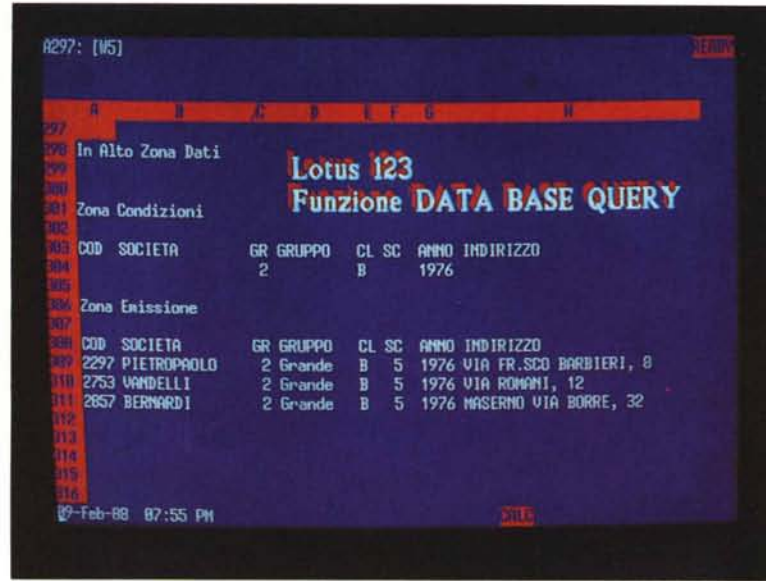 A297: [W5]
READY
A B C D E F G H
297
298 In Alto Zona Dati
299
300
301 Zona Condizioni
302
303 COD SOCIETA GR GRUPPO CL SC ANNO INDIRIZZO
304 2 B 1976
305
306 Zona Emissione
307
308 COD SOCIETA GR GRUPPO CL SC ANNO INDIRIZZO
309 2297 PIETROPAOLO 2 Grande B 5 1976 VIA FR.SCO BARBIERI, 8
310 2753 VANDELLI 2 Grande B 5 1976 VIA ROMANI, 12
311 2857 BERNARDI 2 Grande B 5 1976 MASERNO VIA BORRE, 32
312
313
314
315
316
09-Feb-88 07:55 PM
CALC
Lotus 123
Funzione DATA BASE QUERY